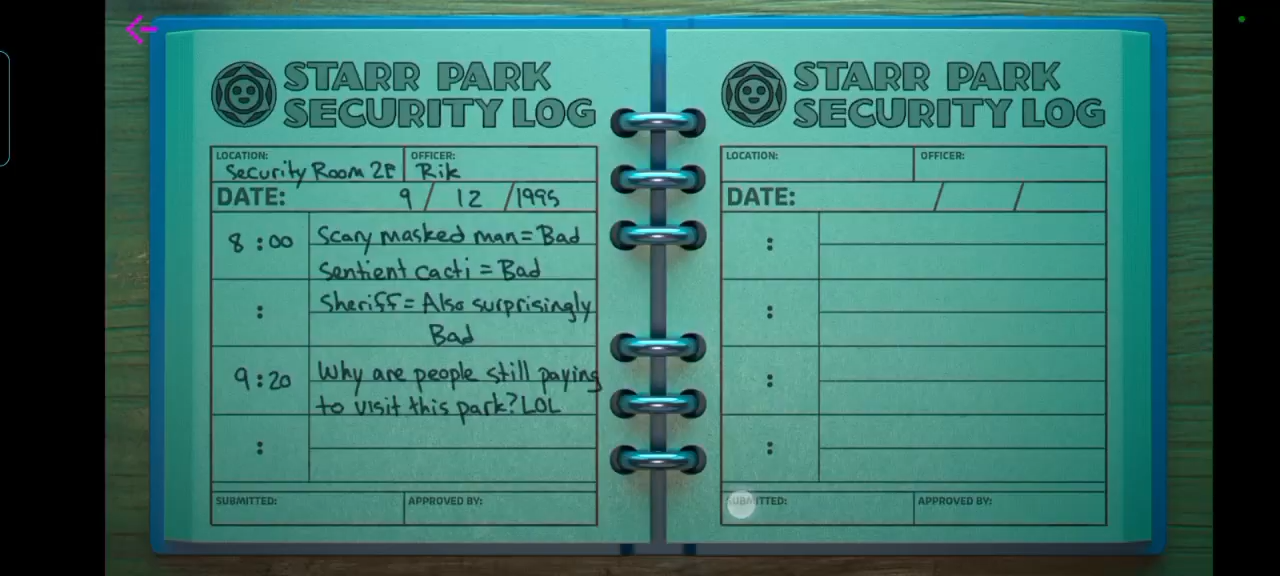 STARR PARK
SECURITY LOG
LOCATION:
Security Room 2P
OFFICER:
Rik
DATE: 9 / 12 / 1995
8:00 Scary masked man = Bad
sentient cacti = Bad
: Sheriff = Also surprisingly
Bad
9:20 Why are people still paying
to visit this park? LOL
:
SUBMITTED:
APPROVED BY:
STARR PARK
SECURITY LOG
LOCATION:
OFFICER:
DATE: / /
:
:
:
:
SUBMITTED:
APPROVED BY: